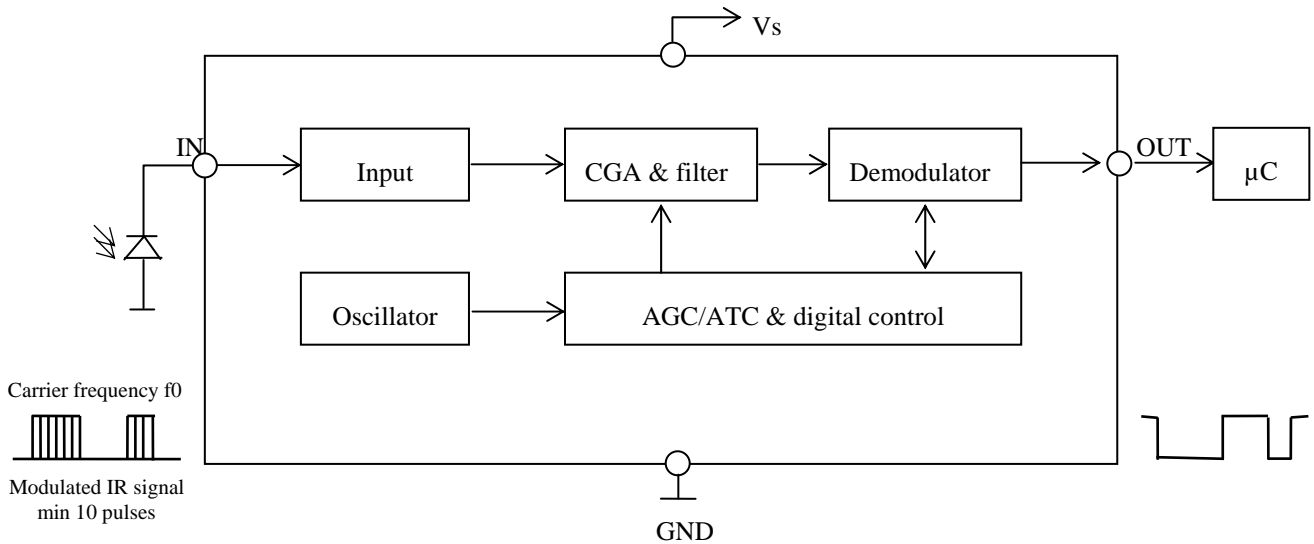 Vs
IN
Input
CGA & filter
Demodulator
OUT
µC
Oscillator
AGC/ATC & digital control
Carrier frequency f0
Modulated IR signal
min 10 pulses
GND